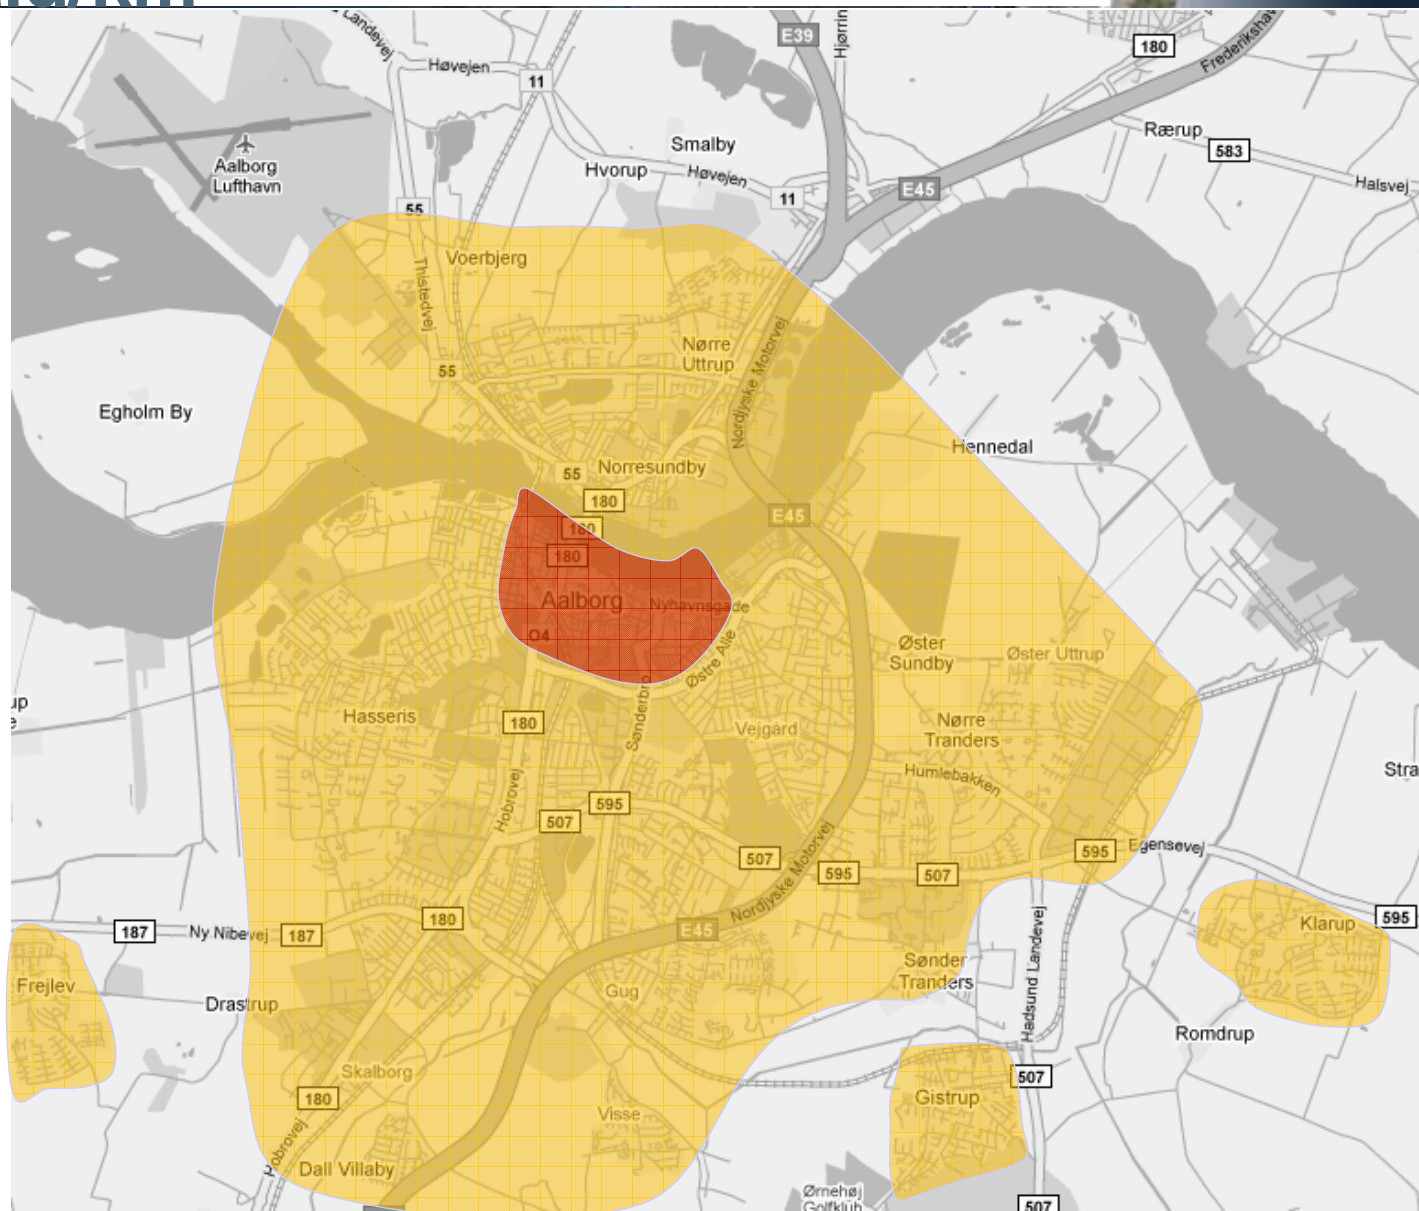 E39
180
Landevej
Høvejen
11
Smalby
Hvorup
Høvejen
11
E45
Rærup
583
Halsvej
Aalborg
Lufthavn
55
Voerbjerg
Thistedvej
Nørre
Uttrup
Nordjyske Motorvej
55
Egholm By
Hennedal
55
Norresundby
180
180
180
E45
Aalborg
Nyhavnsgade
O4
Østre Alle
Øster
Sundby
Øster Uttrup
Hasseris
180
Sønderbro
Vejgård
Nørre
Tranders
Humlebakken
Hobrovej
595
507
507
595
507
595
Egensevej
Nordjyske Motorvej
187
Ny Nibevej
187
180
E45
Klarup
595
Frejlev
Drastrup
Gug
Sønder
Tranders
Hadsund Landevej
Romdrup
Skalborg
180
Visse
Gistrup
507
Hobrovej
Dall Villaby
Ørnehøj
Golfklub
507